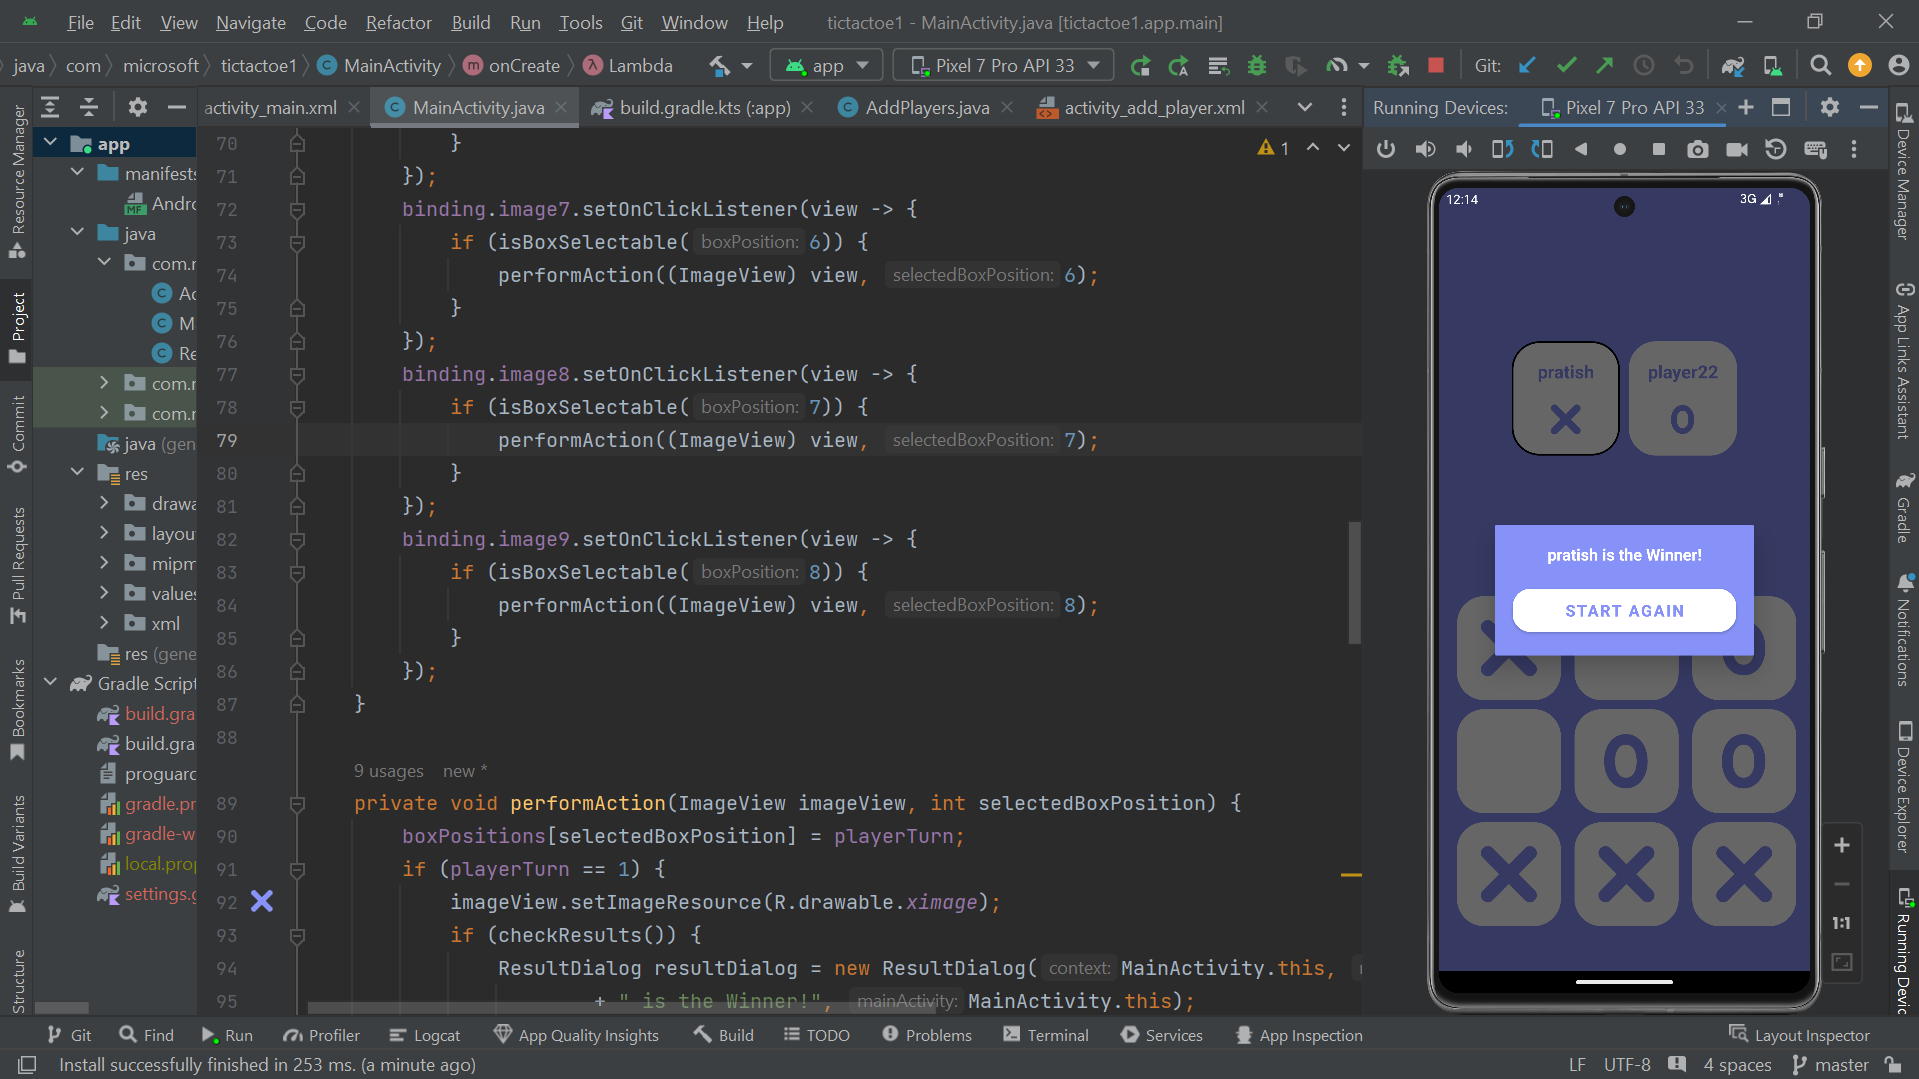 File Edit View Navigate Code Refactor Build Run Tools Git Window Help tictactoe1 - MainActivity.java [tictactoe1.app.main]
java com microsoft tictactoe1 MainActivity onCreate Lambda app Pixel 7 Pro API 33 Git:
activity_main.xml MainActivity.java build.gradle.kts (:app) AddPlayers.java activity_add_player.xml Running Devices: Pixel 7 Pro API 33
Resource Manager
Project
Commit
Pull Requests
Bookmarks
Build Variants
Structure
app
manifests
Andro
java
com.r
Ac
M
Re
com.r
com.r
java (gen
res
drawa
layou
mipm
values
xml
res (gene
Gradle Script
build.gra
build.gra
proguard
gradle.pr
gradle-w
local.prop
settings.g
1
70 }
71 });
72 binding.image7.setOnClickListener(view -> {
73 if (isBoxSelectable( boxPosition: 6)) {
74 performAction((ImageView) view, selectedBoxPosition: 6);
75 }
76 });
77 binding.image8.setOnClickListener(view -> {
78 if (isBoxSelectable( boxPosition: 7)) {
79 performAction((ImageView) view, selectedBoxPosition: 7);
80 }
81 });
82 binding.image9.setOnClickListener(view -> {
83 if (isBoxSelectable( boxPosition: 8)) {
84 performAction((ImageView) view, selectedBoxPosition: 8);
85 }
86 });
87 }
88
9 usages new *
89 private void performAction(ImageView imageView, int selectedBoxPosition) {
90 boxPositions[selectedBoxPosition] = playerTurn;
91 if (playerTurn == 1) {
92 imageView.setImageResource(R.drawable.ximage);
93 if (checkResults()) {
94 ResultDialog resultDialog = new ResultDialog( context: MainActivity.this,
95 + " is the Winner!", mainActivity: MainActivity.this);
12:14 3G
pratish player22
X O
pratish is the Winner!
START AGAIN
X O
O O
X X X
1:1
Device Manager
App Links Assistant
Gradle
Notifications
Device Explorer
Running Devic
Git Find Run Profiler Logcat App Quality Insights Build TODO Problems Terminal Services App Inspection Layout Inspector
Install successfully finished in 253 ms. (a minute ago) LF UTF-8 4 spaces master